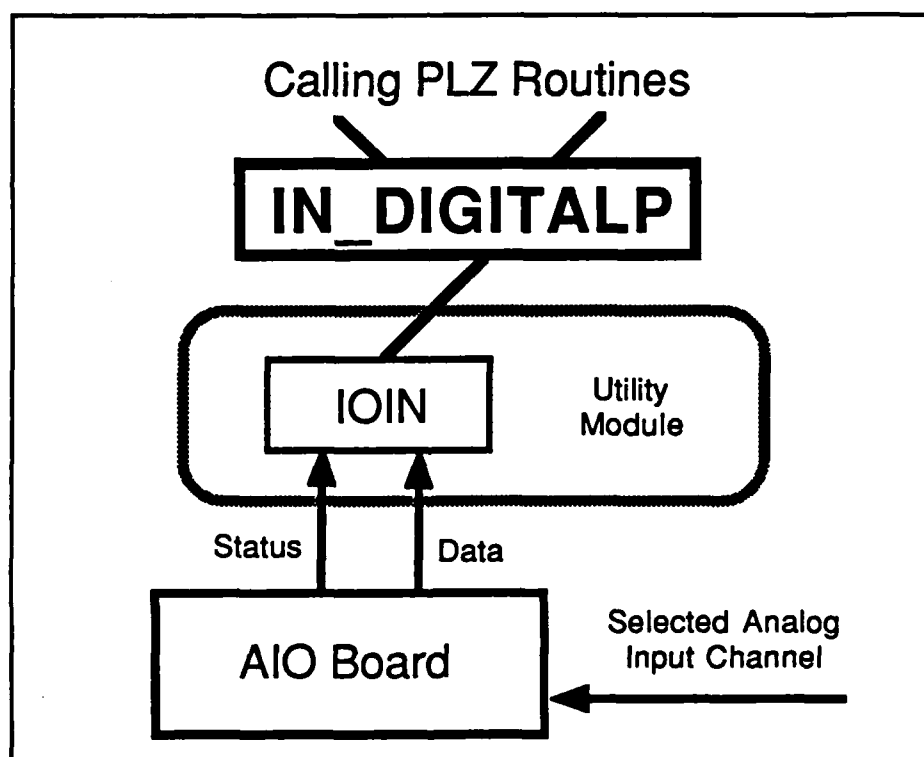 Calling PLZ Routines
IN_DIGITALP
IOIN
Utility
Module
Status
Data
AIO Board
Selected Analog
Input Channel